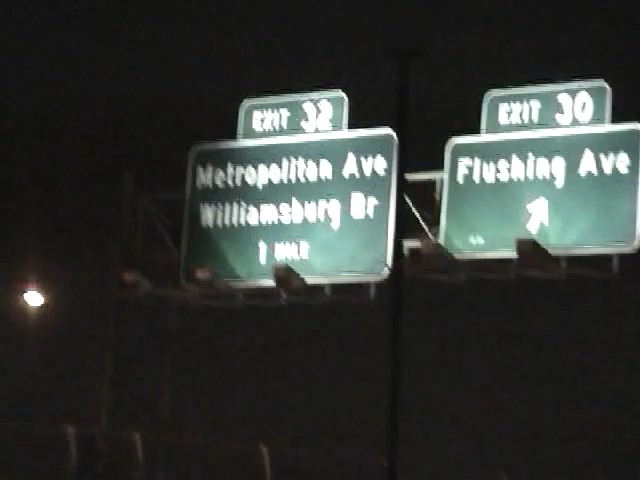 EXIT 32
Metropolitan Ave
Williamsburg Br
1 MILE
EXIT 30
Flushing Ave